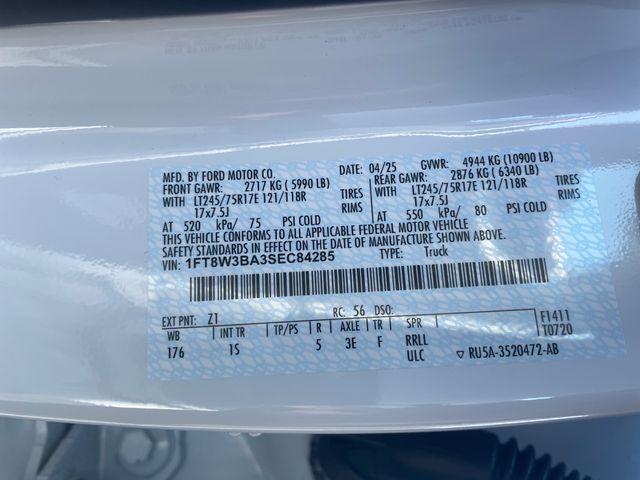 MFD. BY FORD MOTOR CO. DATE: 04/25 GVWR: 4944 KG (10900 LB)
FRONT GAWR: 2717 KG ( 5990 LB) REAR GAWR: 2876 KG ( 6340 LB)
WITH LT245/75R17E 121/118R TIRES WITH LT245/75R17E 121/118R TIRES
17x7.5J RIMS 17x7.5J RIMS
AT 520 kPa/ 75 PSI COLD AT 550 kPa/ 80 PSI COLD
THIS VEHICLE CONFORMS TO ALL APPLICABLE FEDERAL MOTOR VEHICLE
SAFETY STANDARDS IN EFFECT ON THE DATE OF MANUFACTURE SHOWN ABOVE.
VIN: 1FT8W3BA3SEC84285 TYPE: Truck
EXT PNT: Z1 RC: 56 DSO: F1411
WB INT TR TP/PS R AXLE TR SPR T0720
176 1S 5 3E F RRLL
ULC ▽ RU5A-3520472-AB